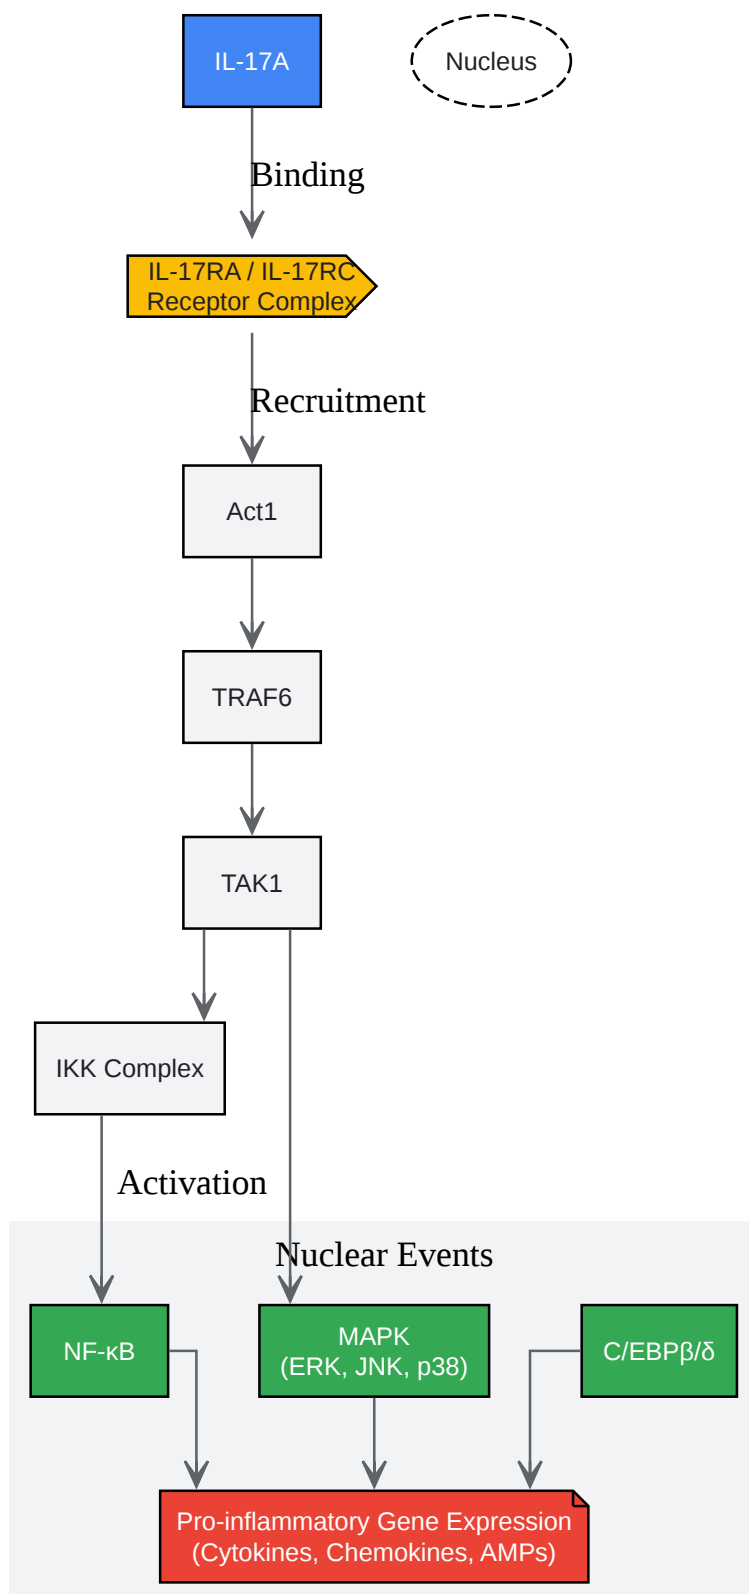 IL-17A
Nucleus
Binding
IL-17RA / IL-17RC
Receptor Complex
Recruitment
Act1
TRAF6
TAK1
IKK Complex
Activation
Nuclear Events
NF-κB
MAPK
(ERK, JNK, p38)
C/EBPβ/δ
Pro-inflammatory Gene Expression
(Cytokines, Chemokines, AMPs)